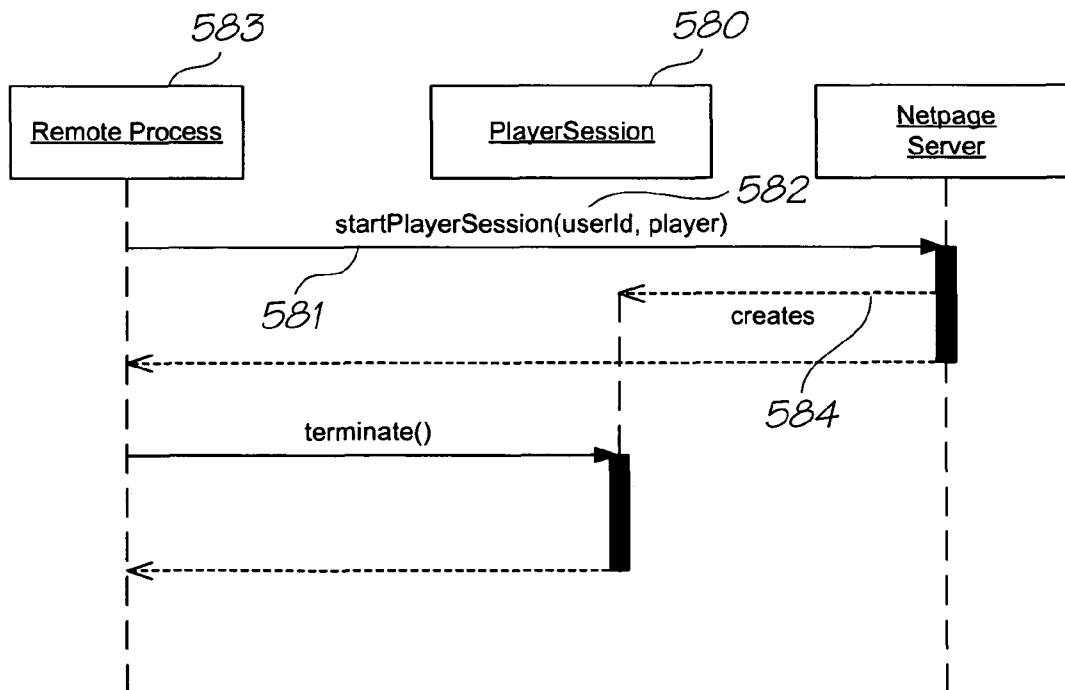 583
580
Remote Process
PlayerSession
Netpage
Server
582
startPlayerSession(userId, player)
581
creates
584
terminate()